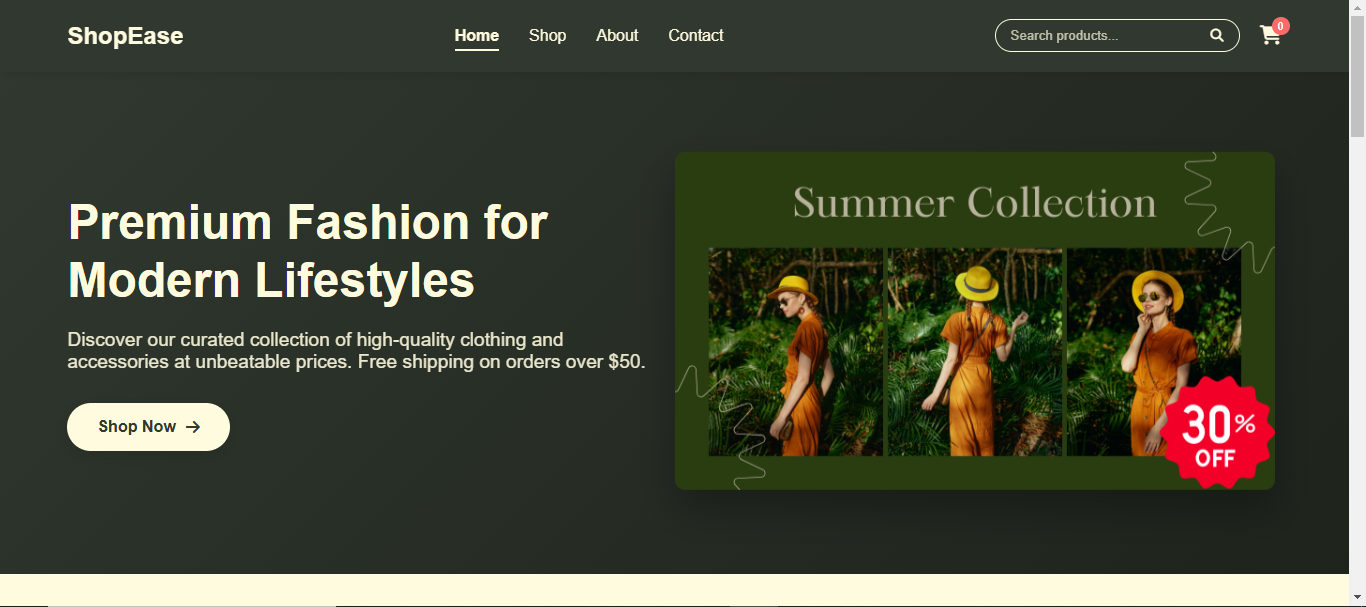 ShopEase
Home
Shop
About
Contact
Search products...
0
Premium Fashion for
Modern Lifestyles
Discover our curated collection of high-quality clothing and
accessories at unbeatable prices. Free shipping on orders over $50.
Shop Now
Summer Collection
30%
OFF